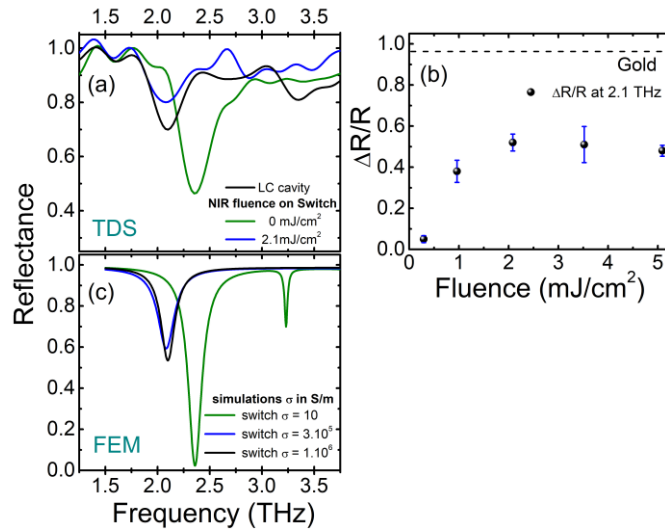 1.5 2.0 2.5 3.0 3.5
1.0
0.8
0.6
0.4
(a)
LC cavity
NIR fluence on Switch
0 mJ/cm²
2.1mJ/cm²
TDS
Reflectance
1.0
0.8
0.6
0.4
0.2
0.0
(c)
simulations σ in S/m
switch σ = 10
switch σ = 3.10⁵
switch σ = 1.10⁶
FEM
1.5 2.0 2.5 3.0 3.5
Frequency (THz)
(b)
Gold
ΔR/R at 2.1 THz
ΔR/R
1.0
0.8
0.6
0.4
0.2
0.0
0 1 2 3 4 5
Fluence (mJ/cm²)